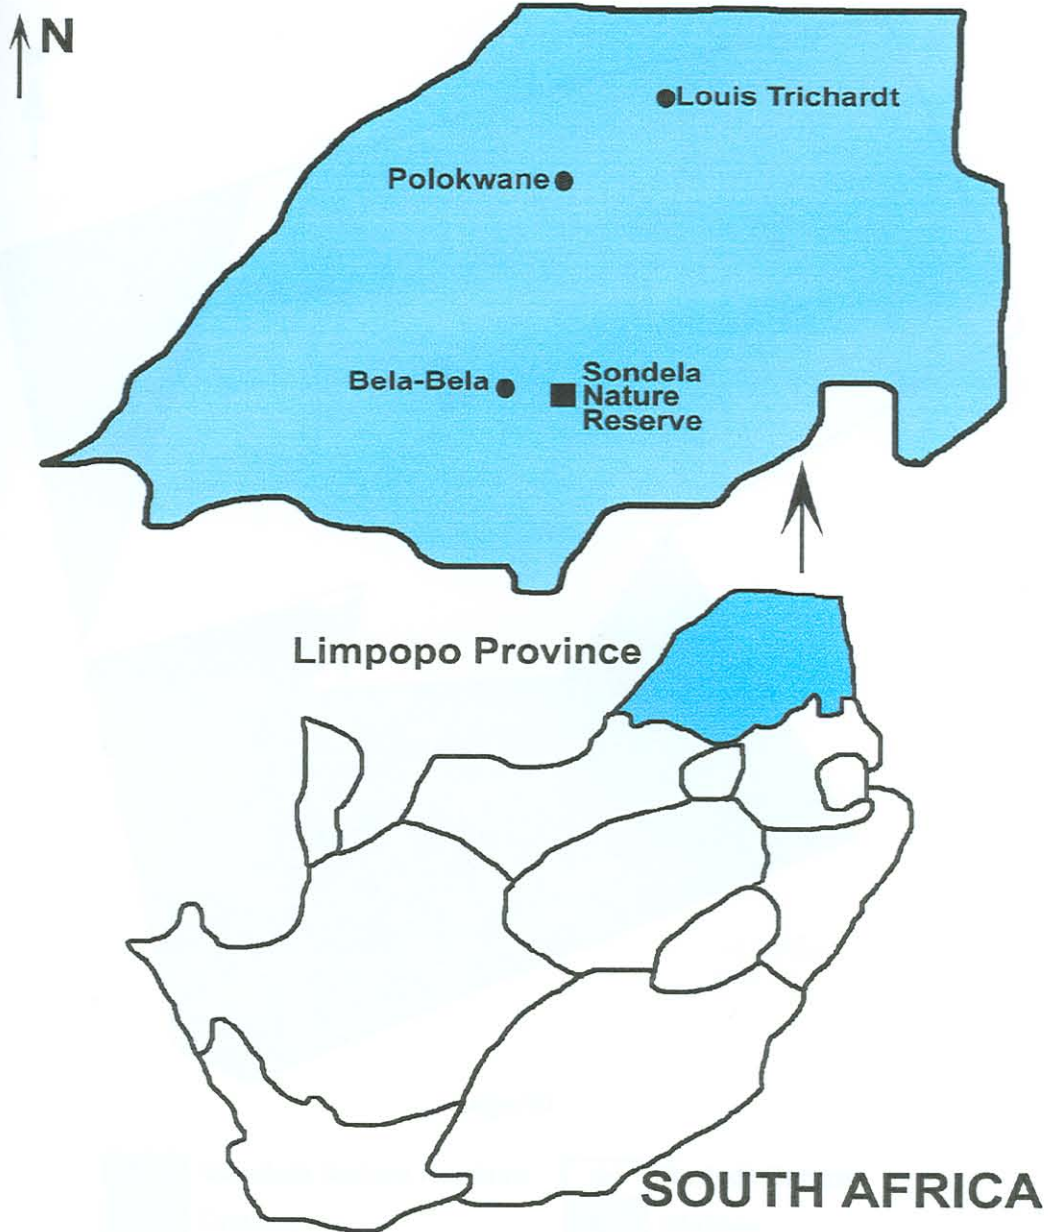 N
Louis Trichardt
Polokwane
Bela-Bela
Sondela
Nature
Reserve
Limpopo Province
SOUTH AFRICA